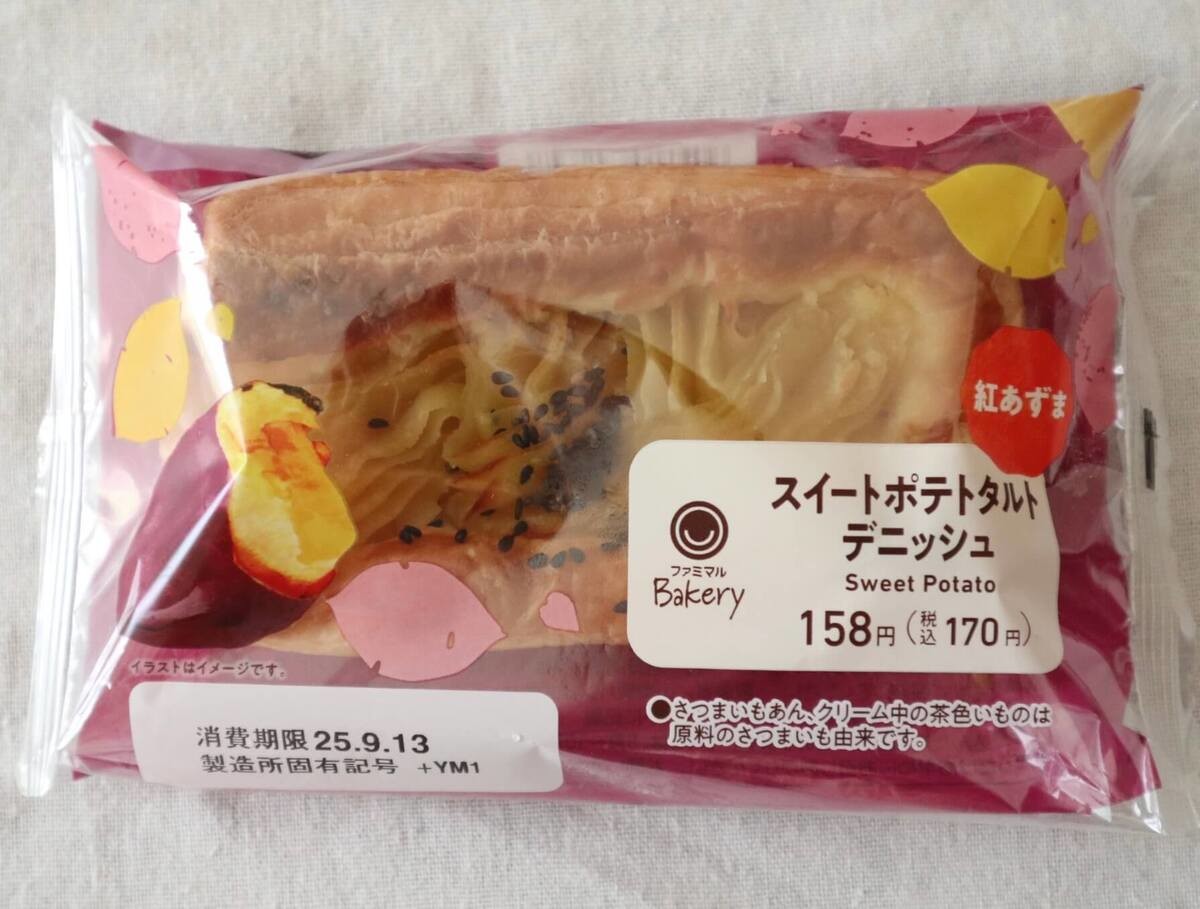 紅あずま
スイートポテトタルト
デニッシュ
Sweet Potato
158円(税込170円)
ファミマル
Bakery
イラストはイメージです。
消費期限25.9.13
製造所固有記号 +YM1
●さつまいもあん、クリーム中の茶色いものは
原料のさつまいも由来です。